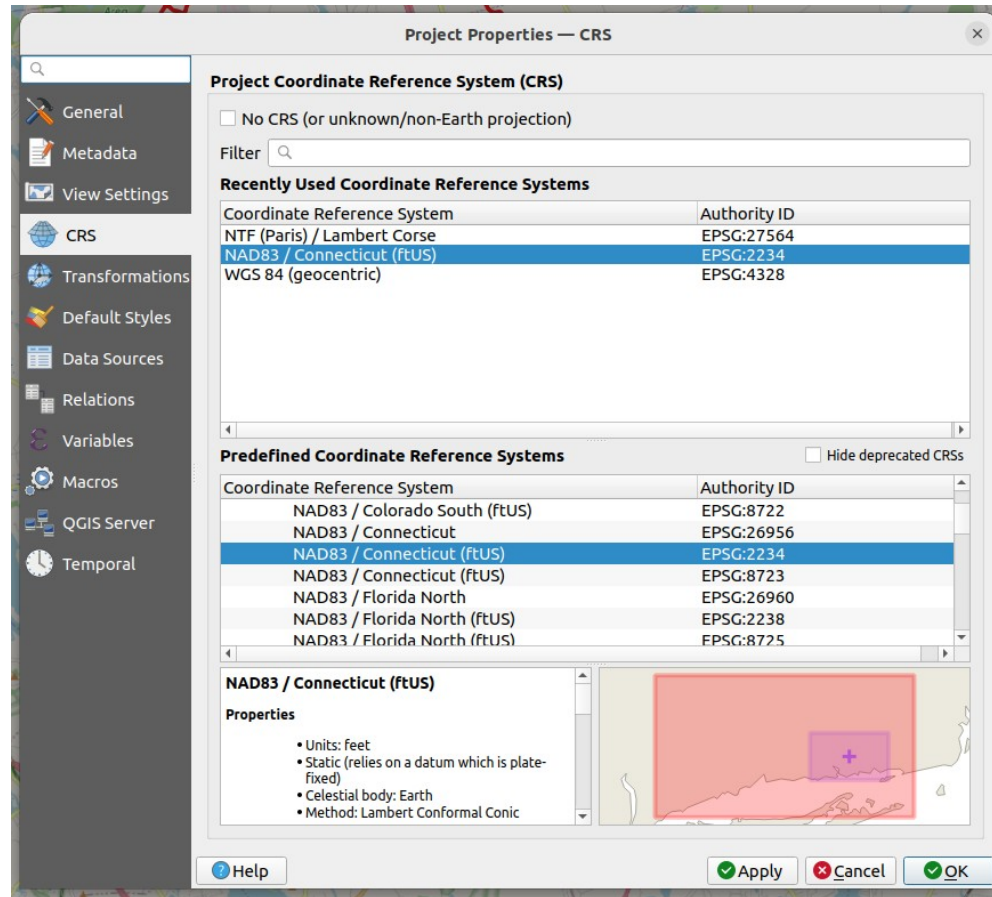 Project Properties — CRS
General
Metadata
View Settings
CRS
Transformations
Default Styles
Data Sources
Relations
Variables
Macros
QGIS Server
Temporal
Project Coordinate Reference System (CRS)
No CRS (or unknown/non-Earth projection)
Filter
Recently Used Coordinate Reference Systems
Coordinate Reference System Authority ID
NTF (Paris) / Lambert Corse EPSG:27564
NAD83 / Connecticut (ftUS) EPSG:2234
WGS 84 (geocentric) EPSG:4328
Predefined Coordinate Reference Systems Hide deprecated CRSs
Coordinate Reference System Authority ID
NAD83 / Colorado South (ftUS) EPSG:8722
NAD83 / Connecticut EPSG:26956
NAD83 / Connecticut (ftUS) EPSG:2234
NAD83 / Connecticut (ftUS) EPSG:8723
NAD83 / Florida North EPSG:26960
NAD83 / Florida North (ftUS) EPSG:2238
NAD83 / Florida North (ftUS) EPSG:8725
NAD83 / Connecticut (ftUS)
Properties
• Units: feet
• Static (relies on a datum which is plate-
fixed)
• Celestial body: Earth
• Method: Lambert Conformal Conic
Help Apply Cancel OK